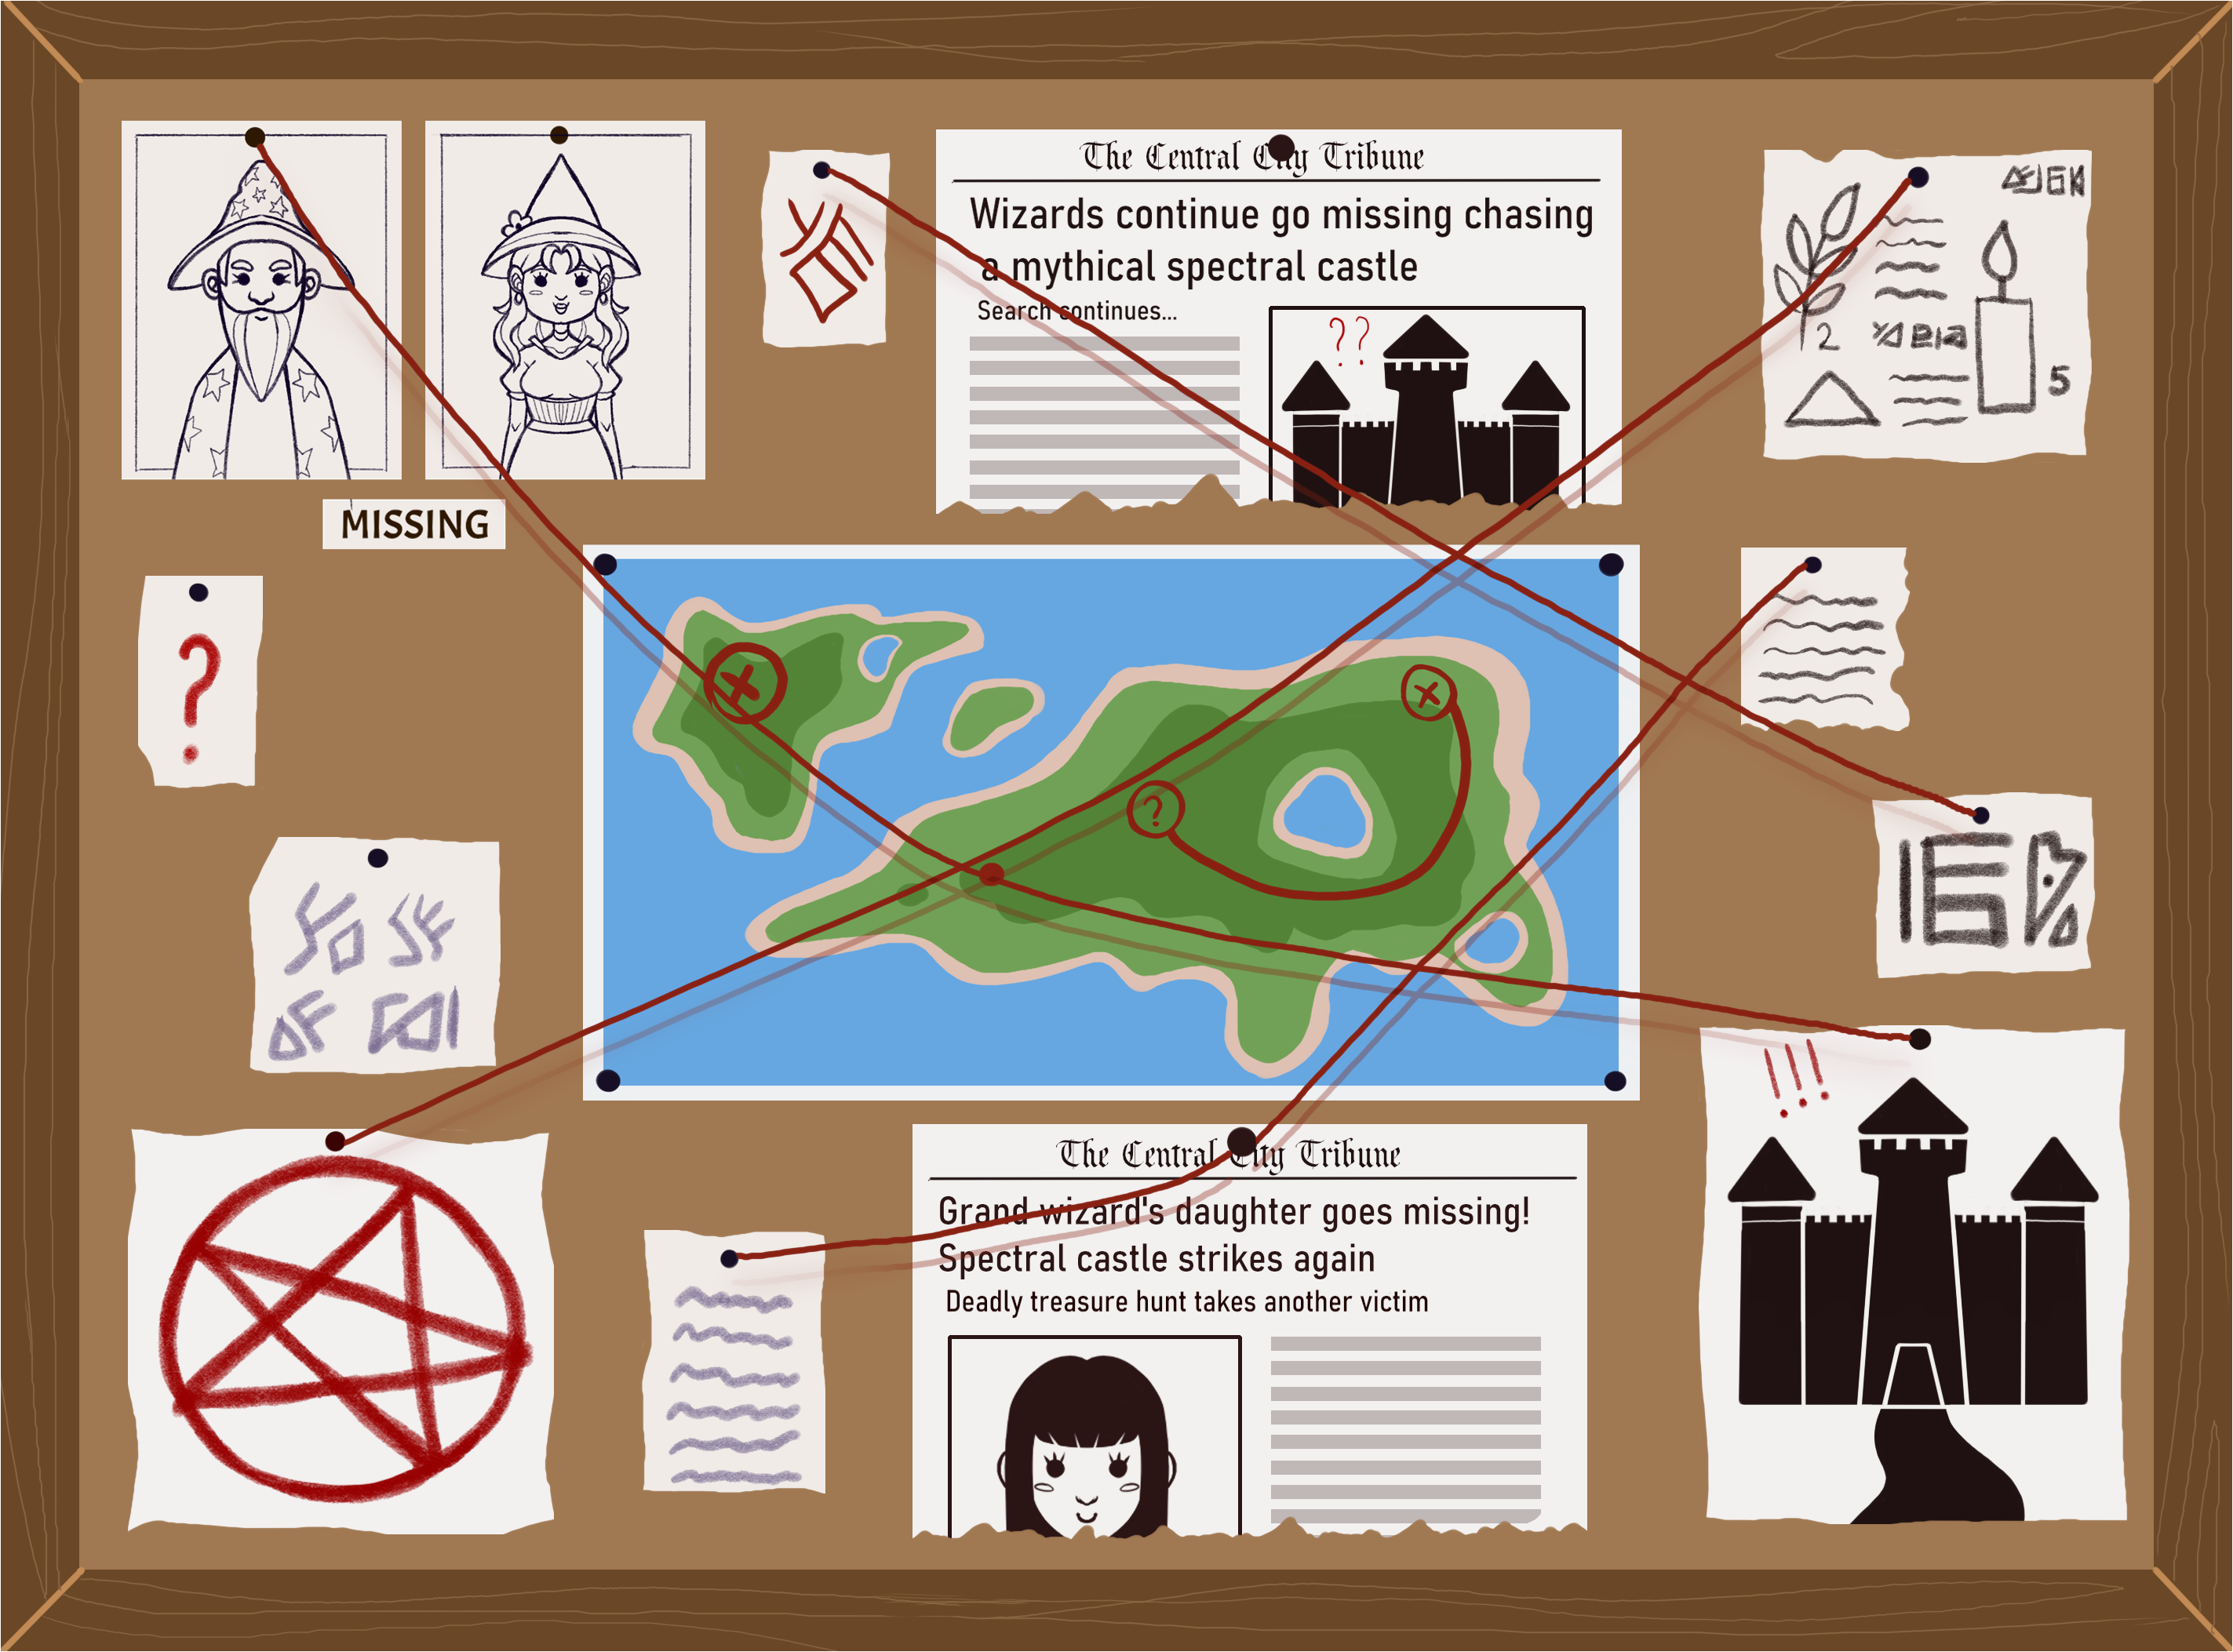 The Central City Tribune
Wizards continue go missing chasing
a mythical spectral castle
Search continues...
??
2
5
MISSING
?
?
!!!
The Central City Tribune
Grand wizard's daughter goes missing!
Spectral castle strikes again
Deadly treasure hunt takes another victim